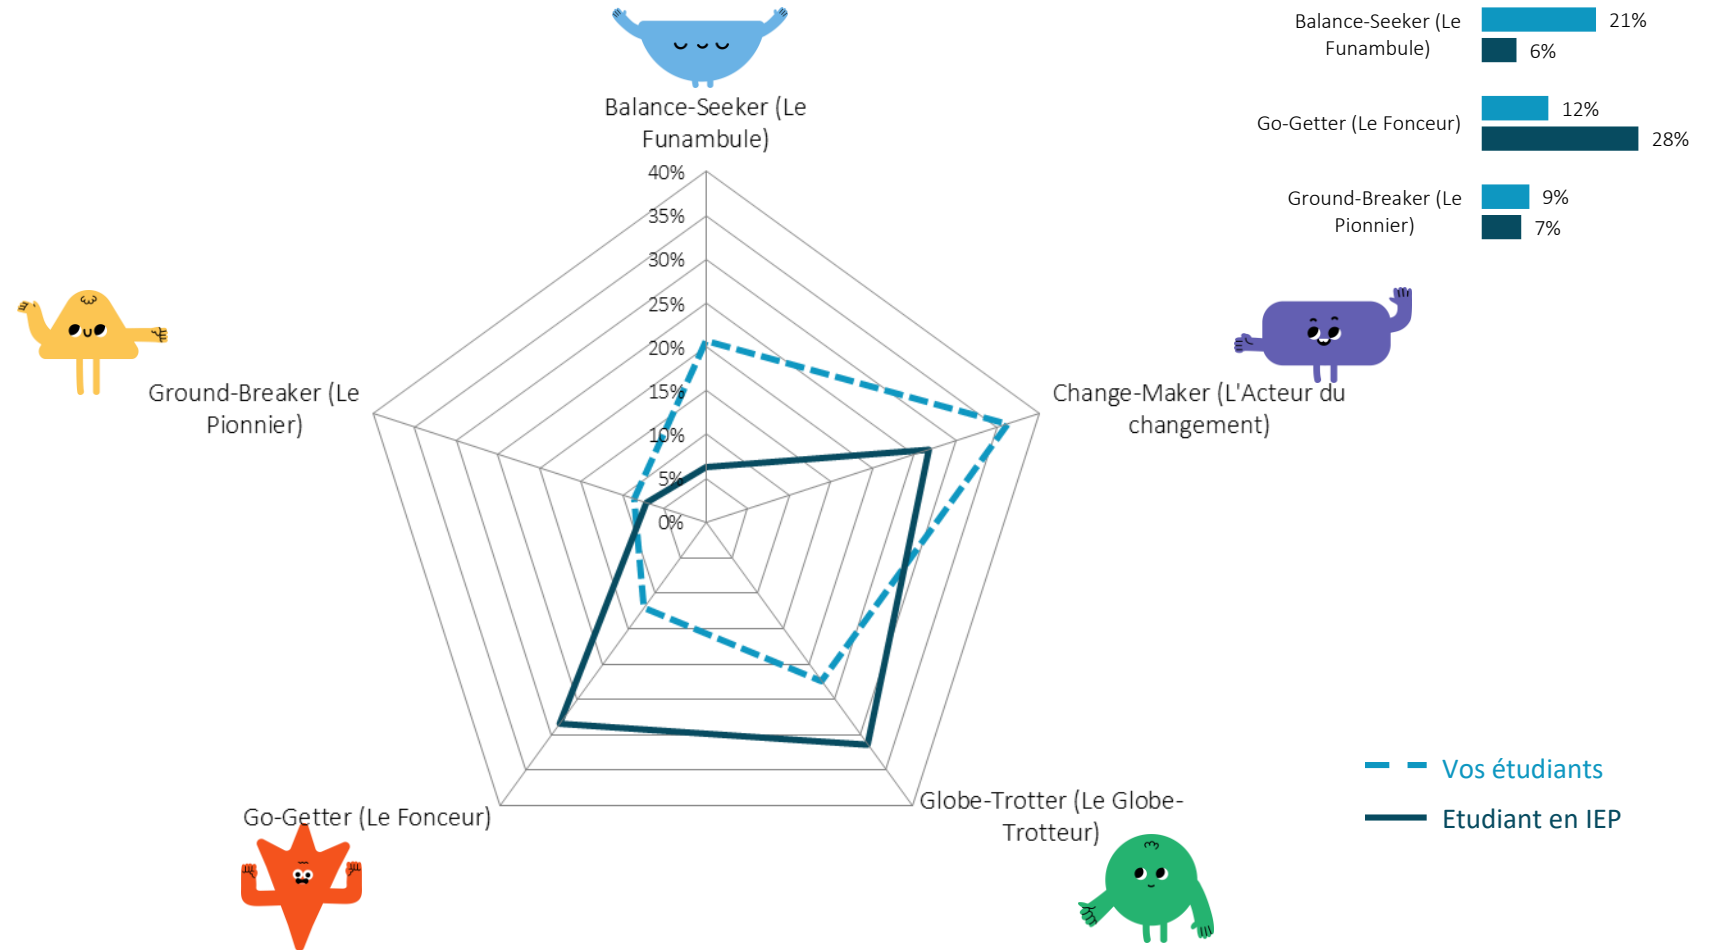 Balance-Seeker (Le
Funambule)
21%
6%
Go-Getter (Le Fonceur)
12%
28%
Ground-Breaker (Le
Pionnier)
9%
7%
Balance-Seeker (Le
Funambule)
40%
35%
30%
25%
20%
15%
10%
5%
0%
Ground-Breaker (Le
Pionnier)
Change-Maker (L'Acteur du
changement)
Go-Getter (Le Fonceur)
Globe-Trotter (Le Globe-
Trotteur)
Vos étudiants
Etudiant en IEP